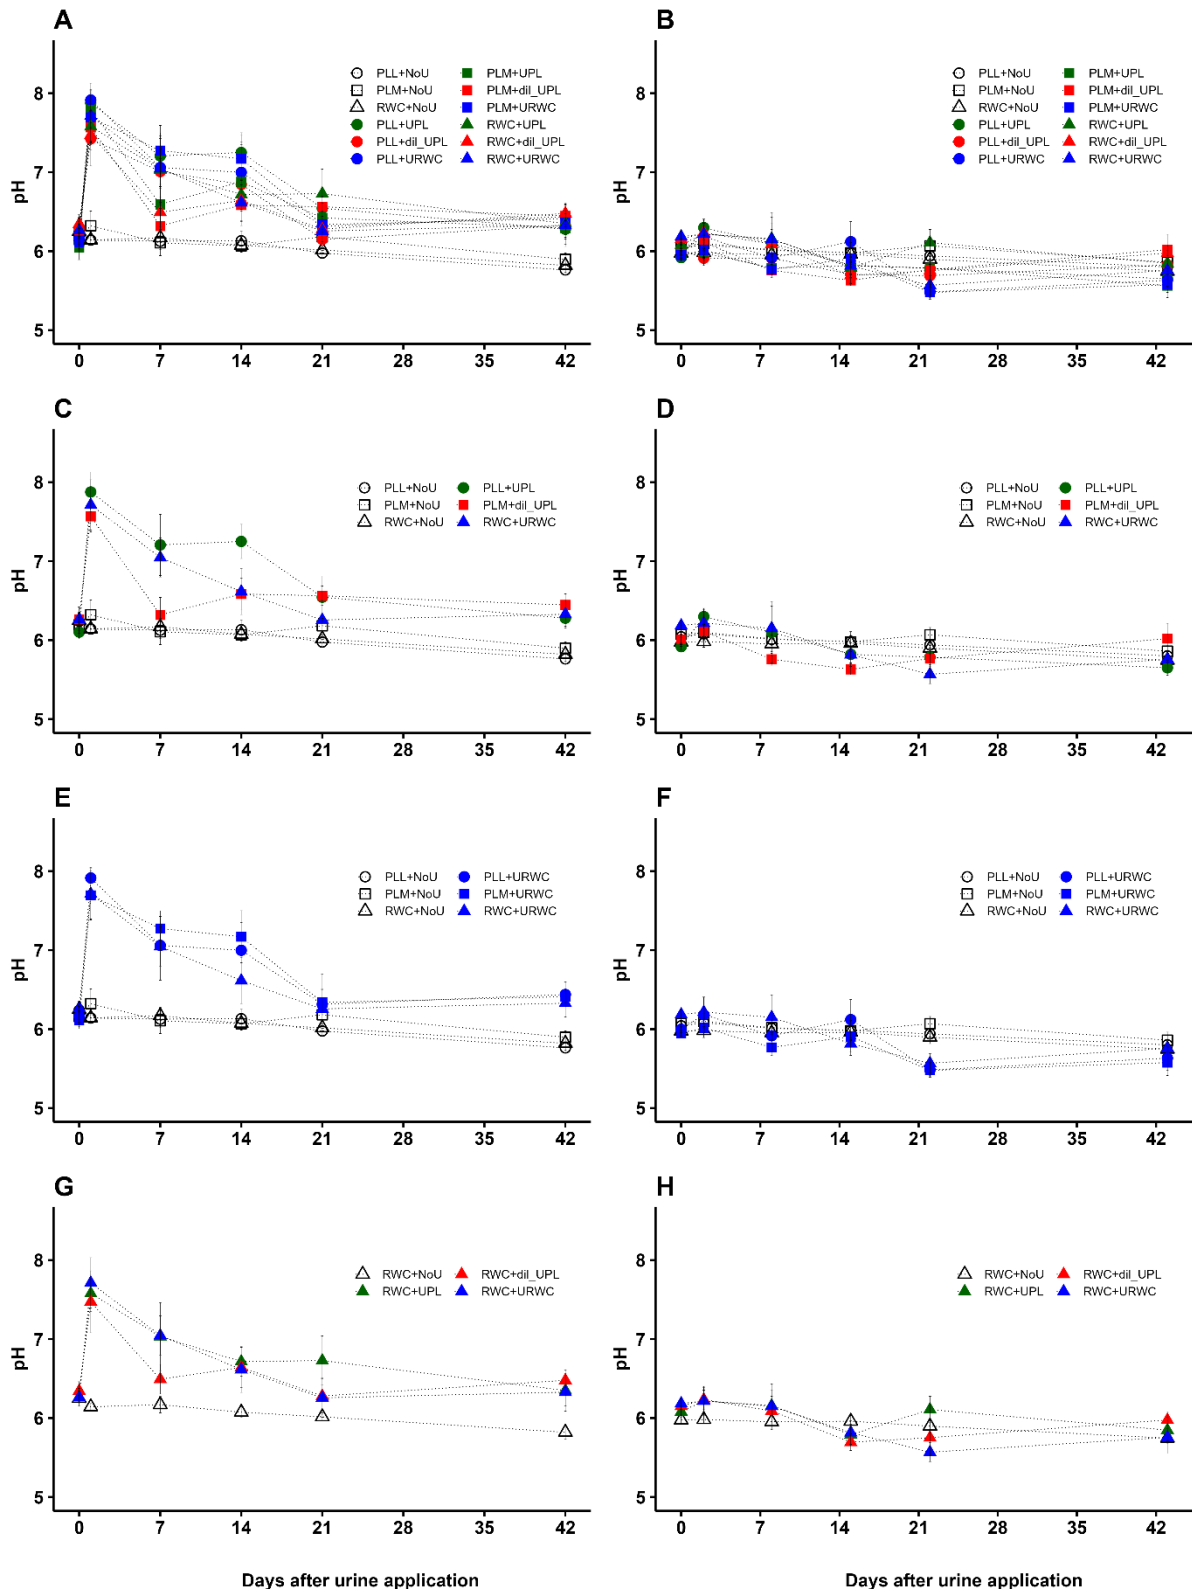 A
B
PLL+NoU PLM+UPL
PLM+NoU PLM+dil_UPL
RWC+NoU PLM+URWC
PLL+UPL RWC+UPL
PLL+dil_UPL RWC+dil_UPL
PLL+URWC RWC+URWC
PLL+NoU PLM+UPL
PLM+NoU PLM+dil_UPL
RWC+NoU PLM+URWC
PLL+UPL RWC+UPL
PLL+dil_UPL RWC+dil_UPL
PLL+URWC RWC+URWC
pH
8
7
6
5
0 7 14 21 28 35 42
pH
8
7
6
5
0 7 14 21 28 35 42
C
D
PLL+NoU PLL+UPL
PLM+NoU PLM+dil_UPL
RWC+NoU RWC+URWC
PLL+NoU PLL+UPL
PLM+NoU PLM+dil_UPL
RWC+NoU RWC+URWC
pH
8
7
6
5
0 7 14 21 28 35 42
pH
8
7
6
5
0 7 14 21 28 35 42
E
F
PLL+NoU PLL+URWC
PLM+NoU PLM+URWC
RWC+NoU RWC+URWC
PLL+NoU PLL+URWC
PLM+NoU PLM+URWC
RWC+NoU RWC+URWC
pH
8
7
6
5
0 7 14 21 28 35 42
pH
8
7
6
5
0 7 14 21 28 35 42
G
H
RWC+NoU RWC+dil_UPL
RWC+UPL RWC+URWC
RWC+NoU RWC+dil_UPL
RWC+UPL RWC+URWC
pH
8
7
6
5
0 7 14 21 28 35 42
pH
8
7
6
5
0 7 14 21 28 35 42
Days after urine application
Days after urine application